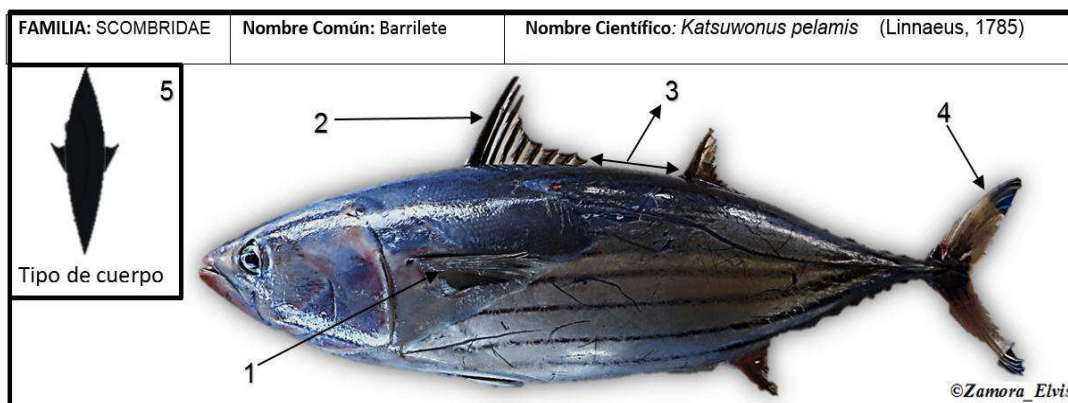 FAMILIA: SCOMBRIDAE
Nombre Común: Barrilete
Nombre Científico: Katsuwonus pelamis (Linnaeus, 1785)
5
Tipo de cuerpo
2
3
4
1
©Zamora_Elvis